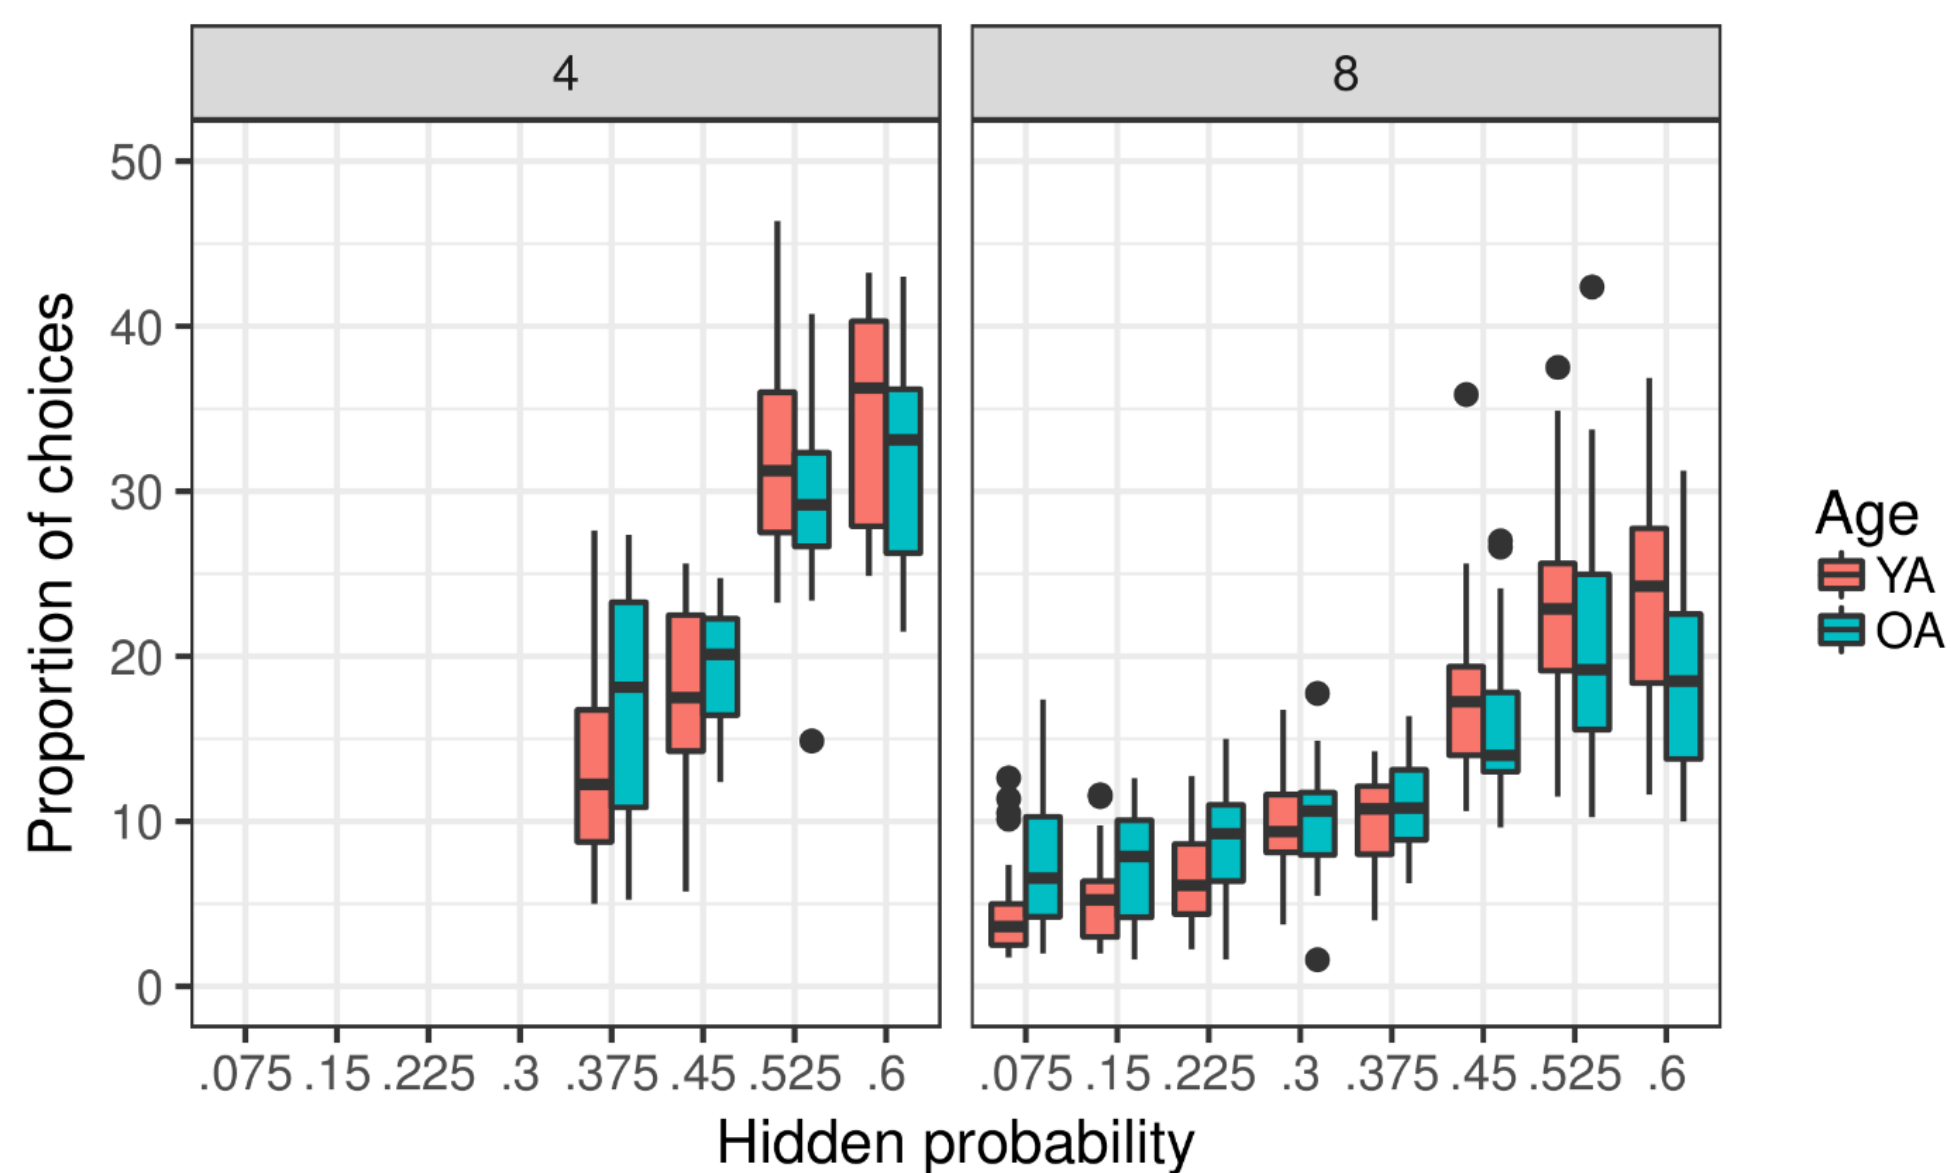 4
8
50
40
30
20
10
0
Proportion of choices
.075 .15 .225 .3 .375 .45 .525 .6
.075 .15 .225 .3 .375 .45 .525 .6
Hidden probability
Age
YA
OA